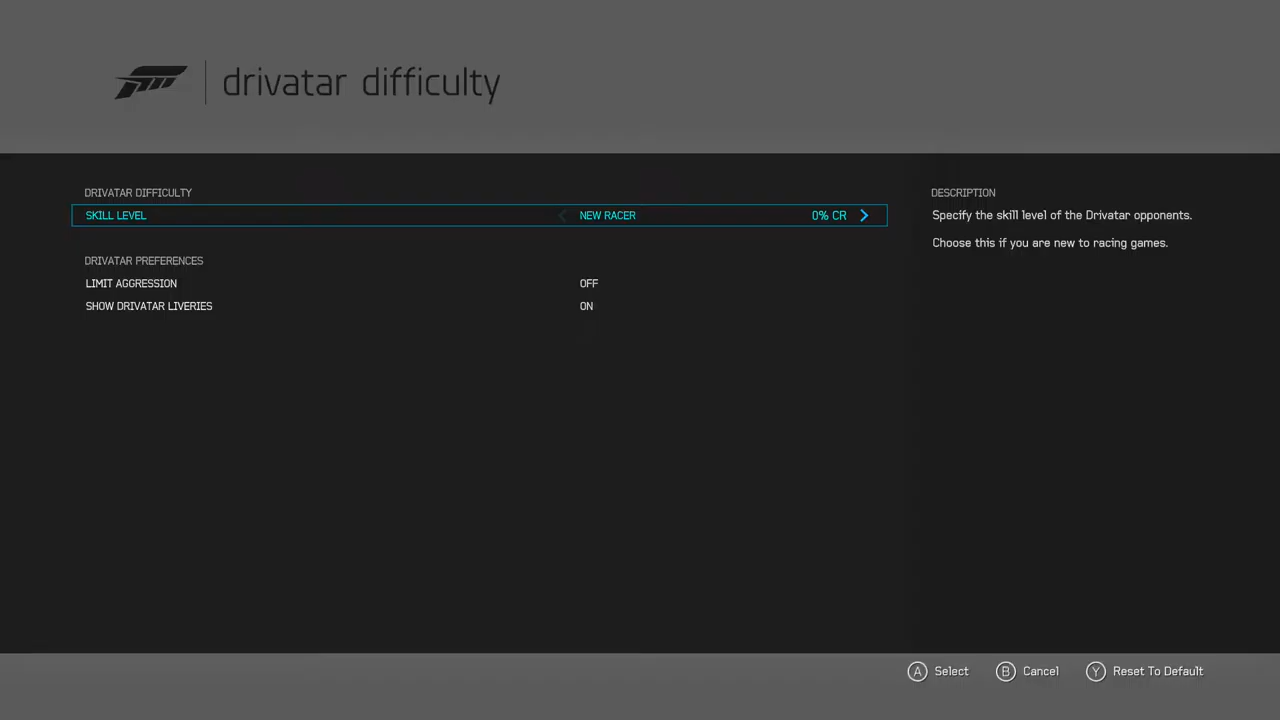 drivatar difficulty
DRIVATAR DIFFICULTY
SKILL LEVEL NEW RACER 0% CR
DRIVATAR PREFERENCES
LIMIT AGGRESSION OFF
SHOW DRIVATAR LIVERIES ON
DESCRIPTION
Specify the skill level of the Drivatar opponents.
Choose this if you are new to racing games.
A Select B Cancel Y Reset To Default